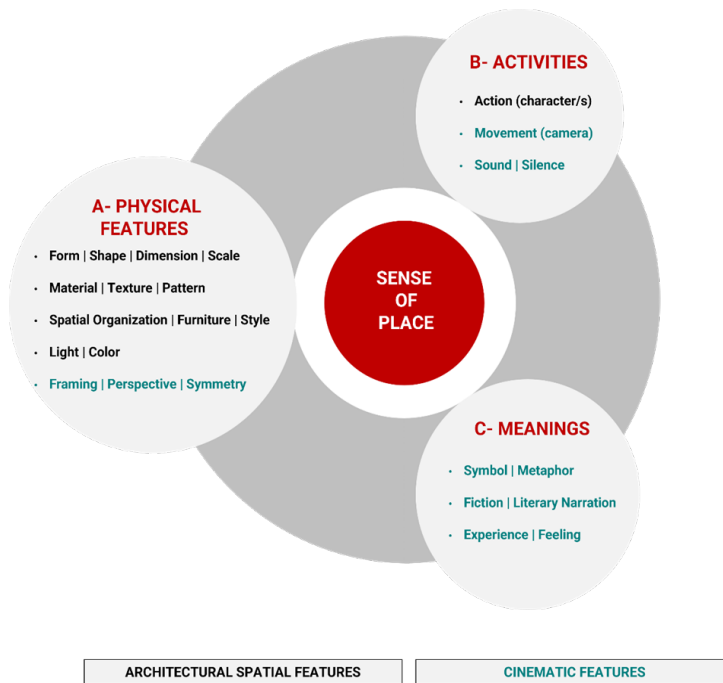 B- ACTIVITIES
• Action (character/s)
• Movement (camera)
• Sound | Silence
A- PHYSICAL
FEATURES
• Form | Shape | Dimension | Scale
• Material | Texture | Pattern
• Spatial Organization | Furniture | Style
• Light | Color
• Framing | Perspective | Symmetry
SENSE
OF
PLACE
C- MEANINGS
• Symbol | Metaphor
• Fiction | Literary Narration
• Experience | Feeling
ARCHITECTURAL SPATIAL FEATURES
CINEMATIC FEATURES